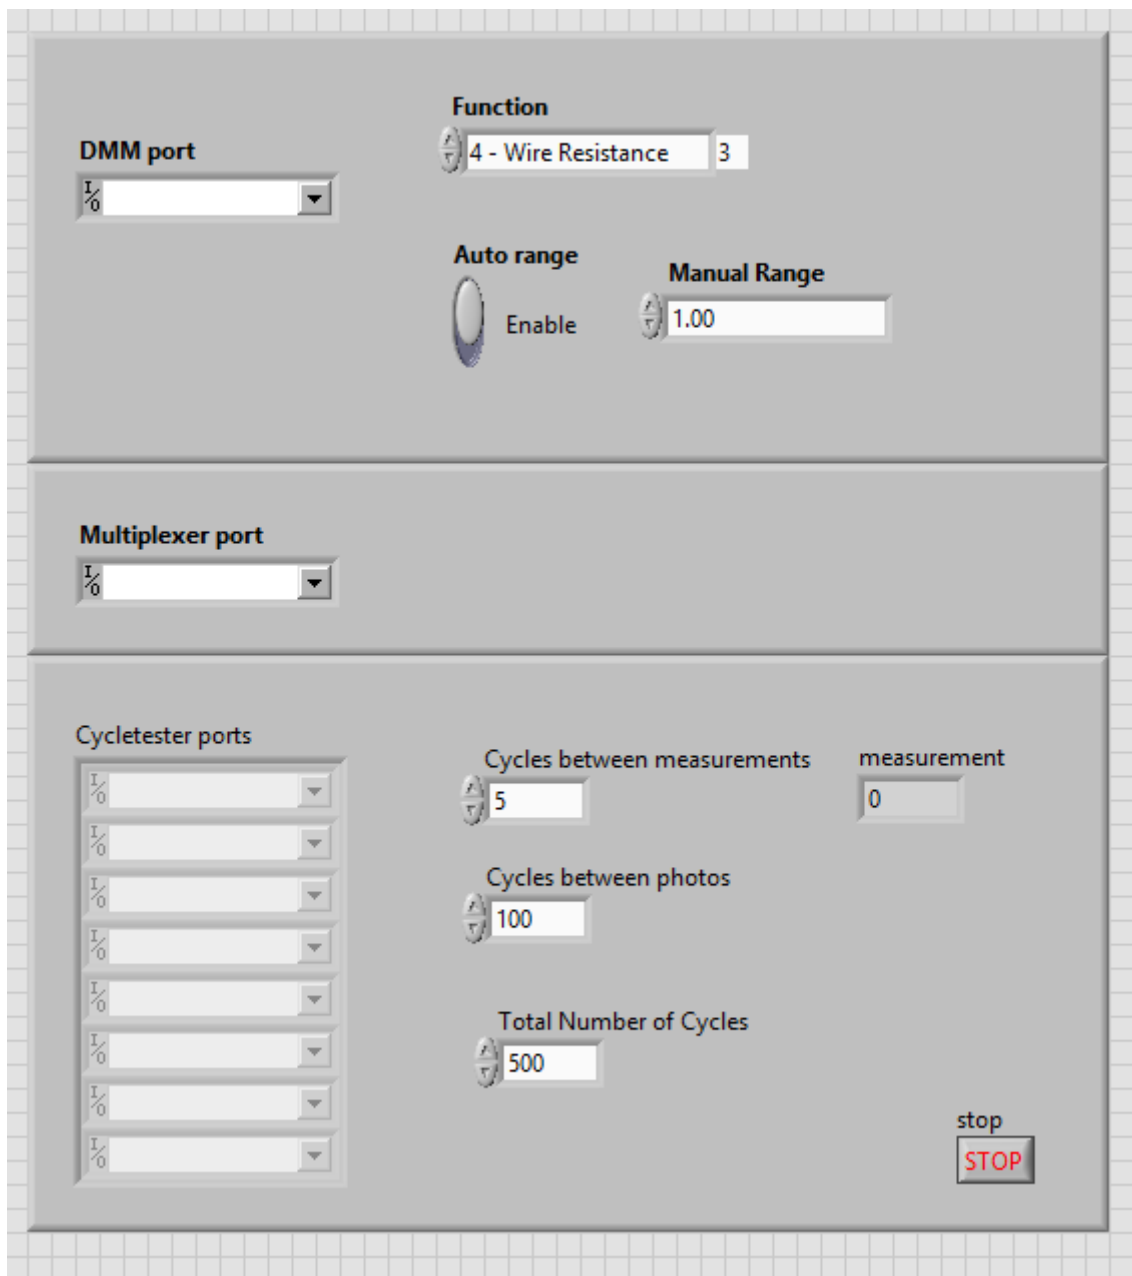 Function
DMM port
4 - Wire Resistance 3
I/O
Auto range
Manual Range
Enable
1.00
Multiplexer port
I/O
Cycletester ports
Cycles between measurements
measurement
I/O
5
0
I/O
Cycles between photos
I/O
100
I/O
I/O
Total Number of Cycles
I/O
500
I/O
I/O
stop
STOP